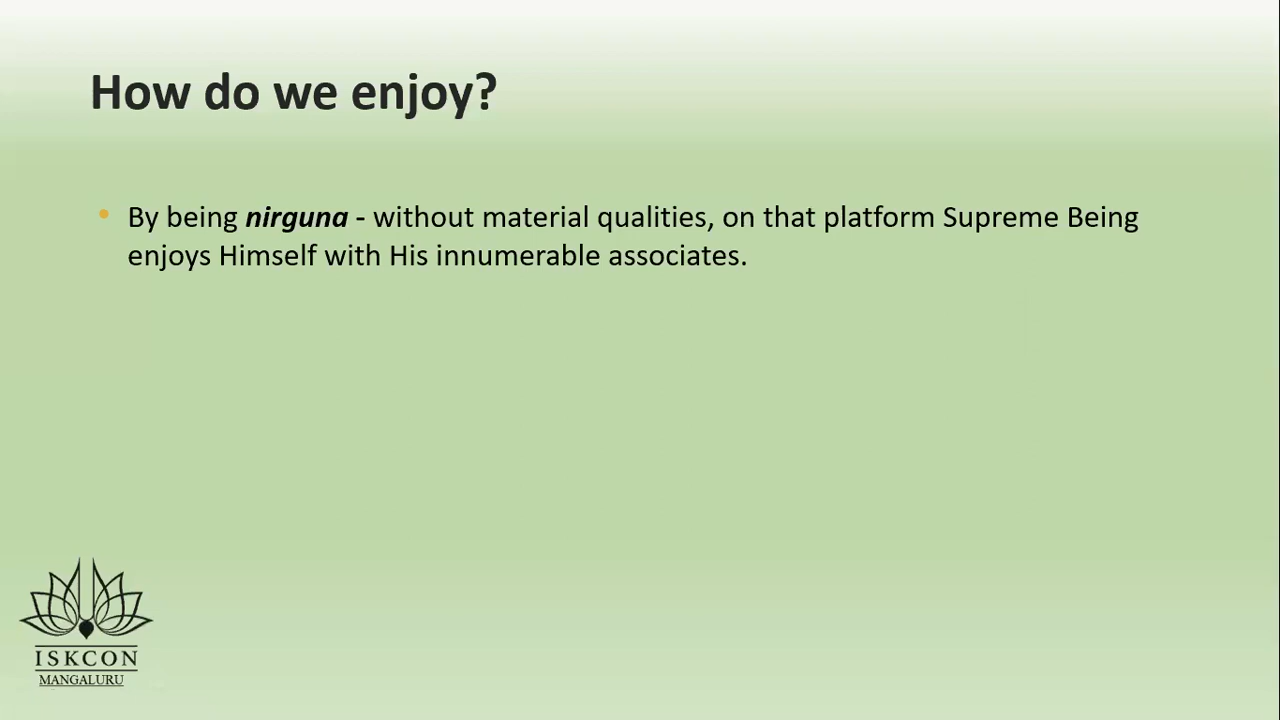 How do we enjoy?
• By being nirguna - without material qualities, on that platform Supreme Being
enjoys Himself with His innumerable associates.
ISKCON
MANGALURU